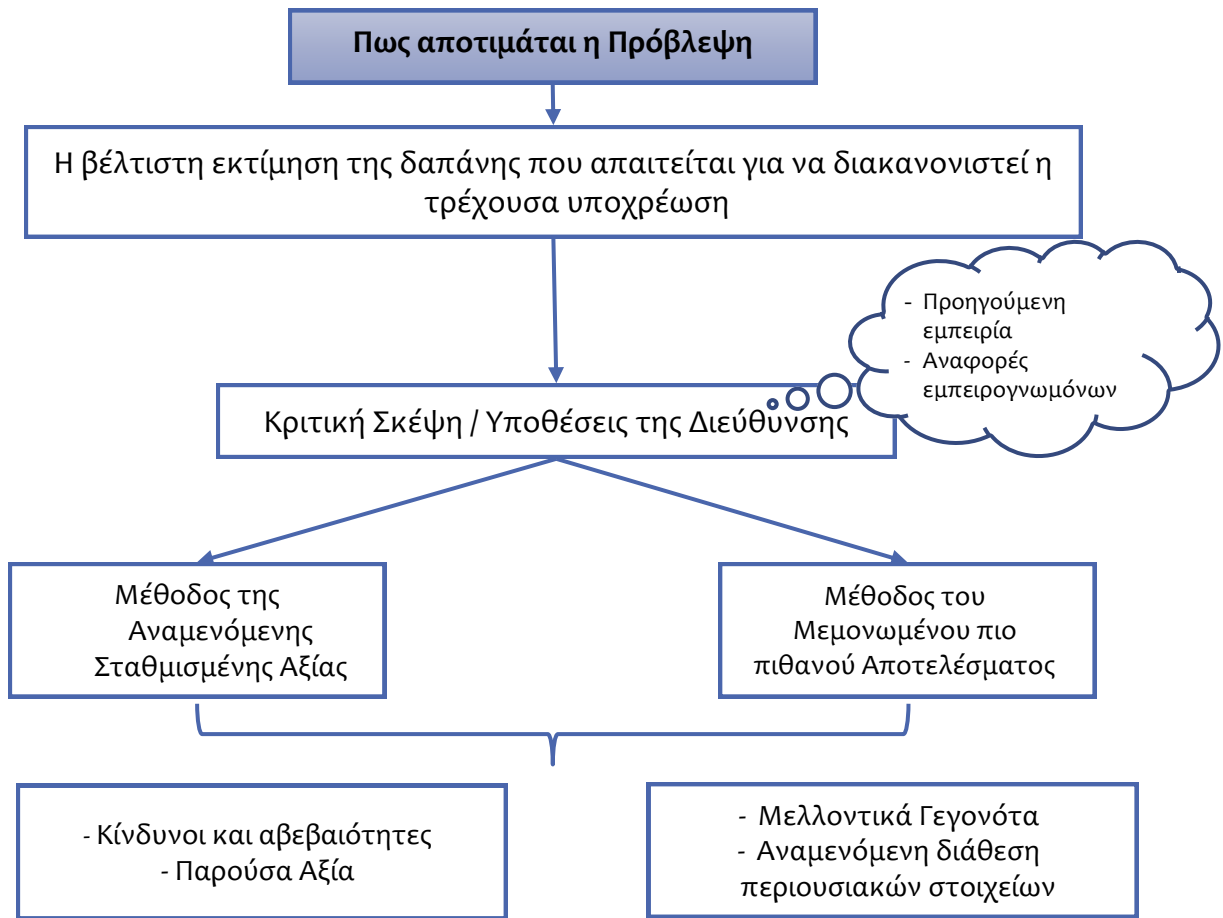 Πως αποτιμάται η Πρόβλεψη
Η βέλτιστη εκτίμηση της δαπάνης που απαιτείται για να διακανονιστεί η
τρέχουσα υποχρέωση
- Προηγούμενη
εμπειρία
- Αναφορές
εμπειρογνωμόνων
Κριτική Σκέψη / Υποθέσεις της Διεύθυνσης
Μέθοδος της
Αναμενόμενης
Σταθμισμένης Αξίας
Μέθοδος του
Μεμονωμένου πιο
πιθανού Αποτελέσματος
- Κίνδυνοι και αβεβαιότητες
- Παρούσα Αξία
- Μελλοντικά Γεγονότα
- Αναμενόμενη διάθεση
περιουσιακών στοιχείων